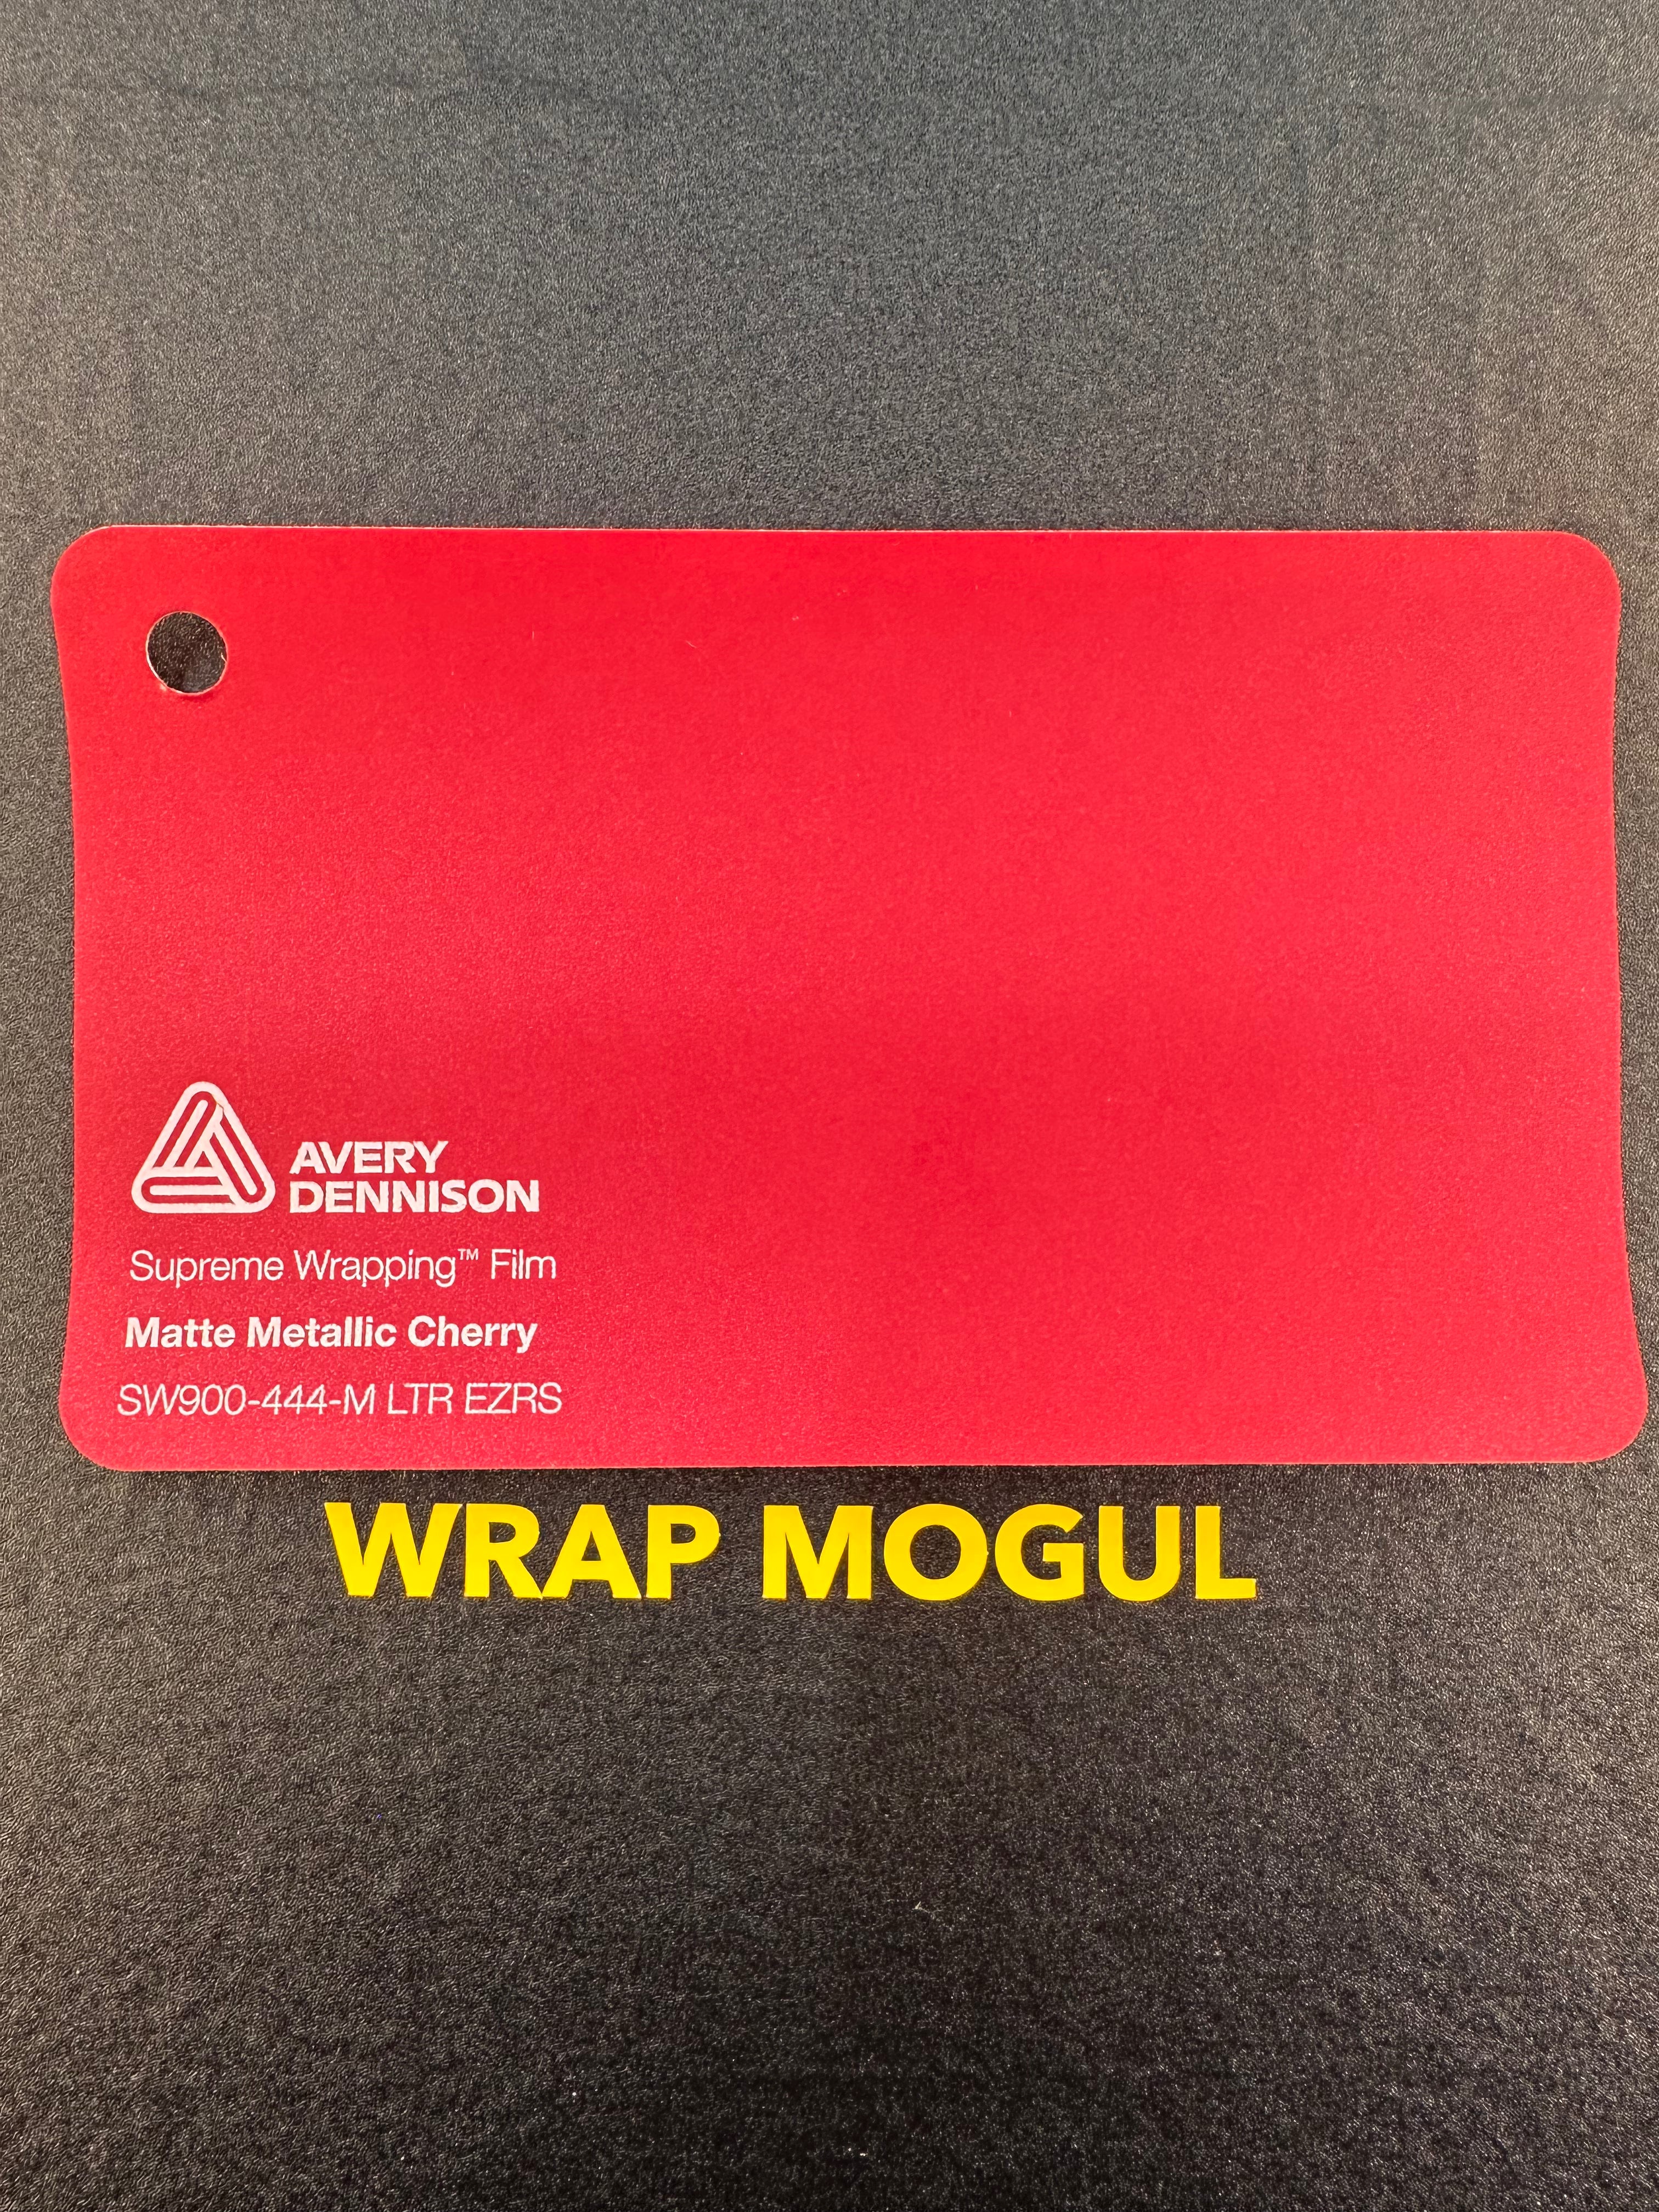 AVERY
DENNISON
Supreme Wrapping™ Film
Matte Metallic Cherry
SW900-444-M LTR EZRS
WRAP MOGUL